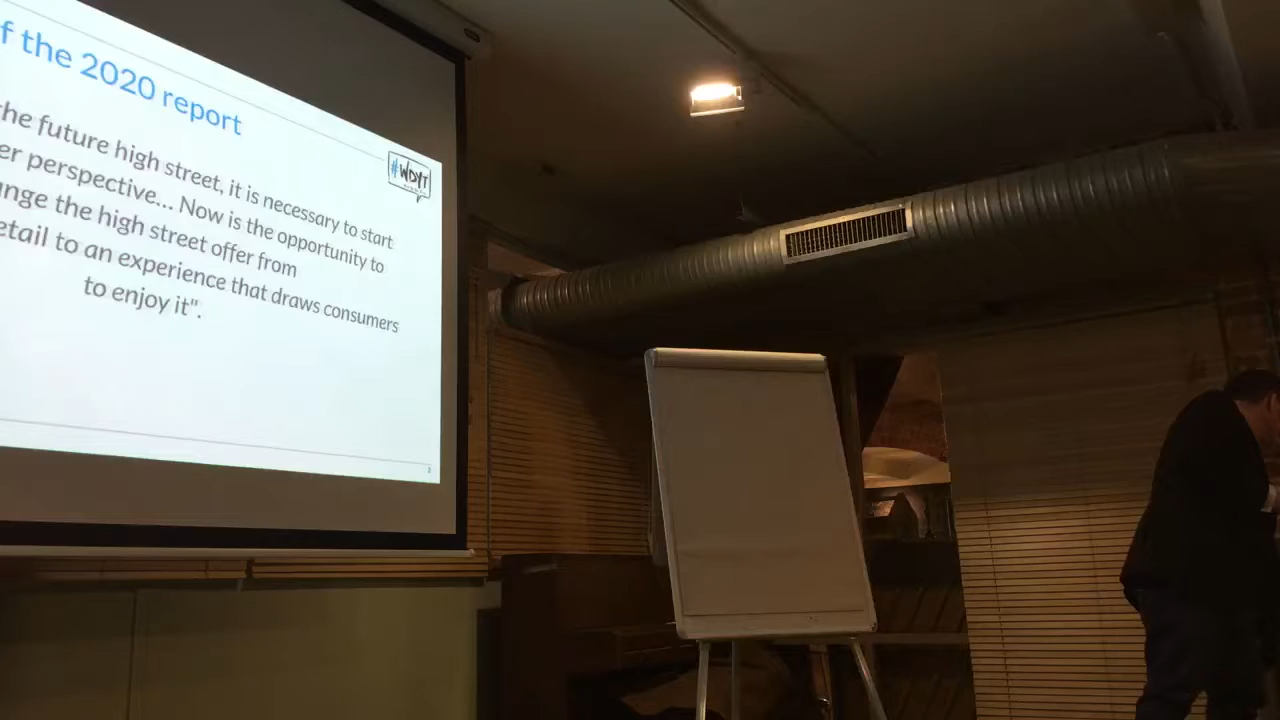 f the 2020 report
#WDYT
he future high street, it is necessary to start
er perspective... Now is the opportunity to
nge the high street offer from
etail to an experience that draws consumers
to enjoy it".